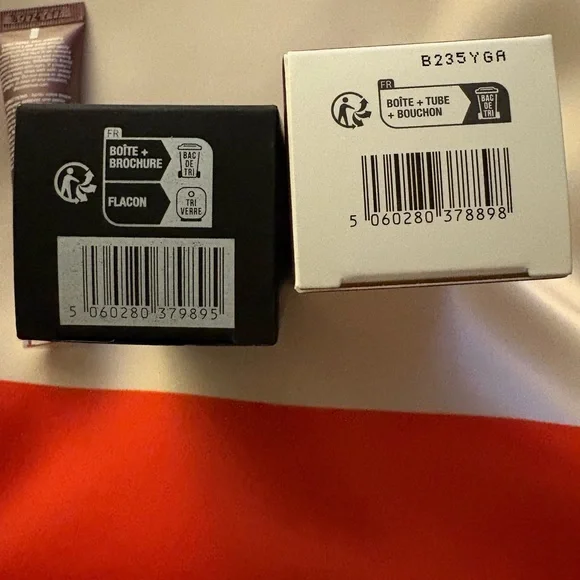 FR
BOÎTE +
BROCHURE
BAC
DE
TRI
FLACON
TRI
VERRE
5 060280 379895
B235YGA
FR
BOÎTE + TUBE
+ BOUCHON
BAC
DE
TRI
5 060280 378898